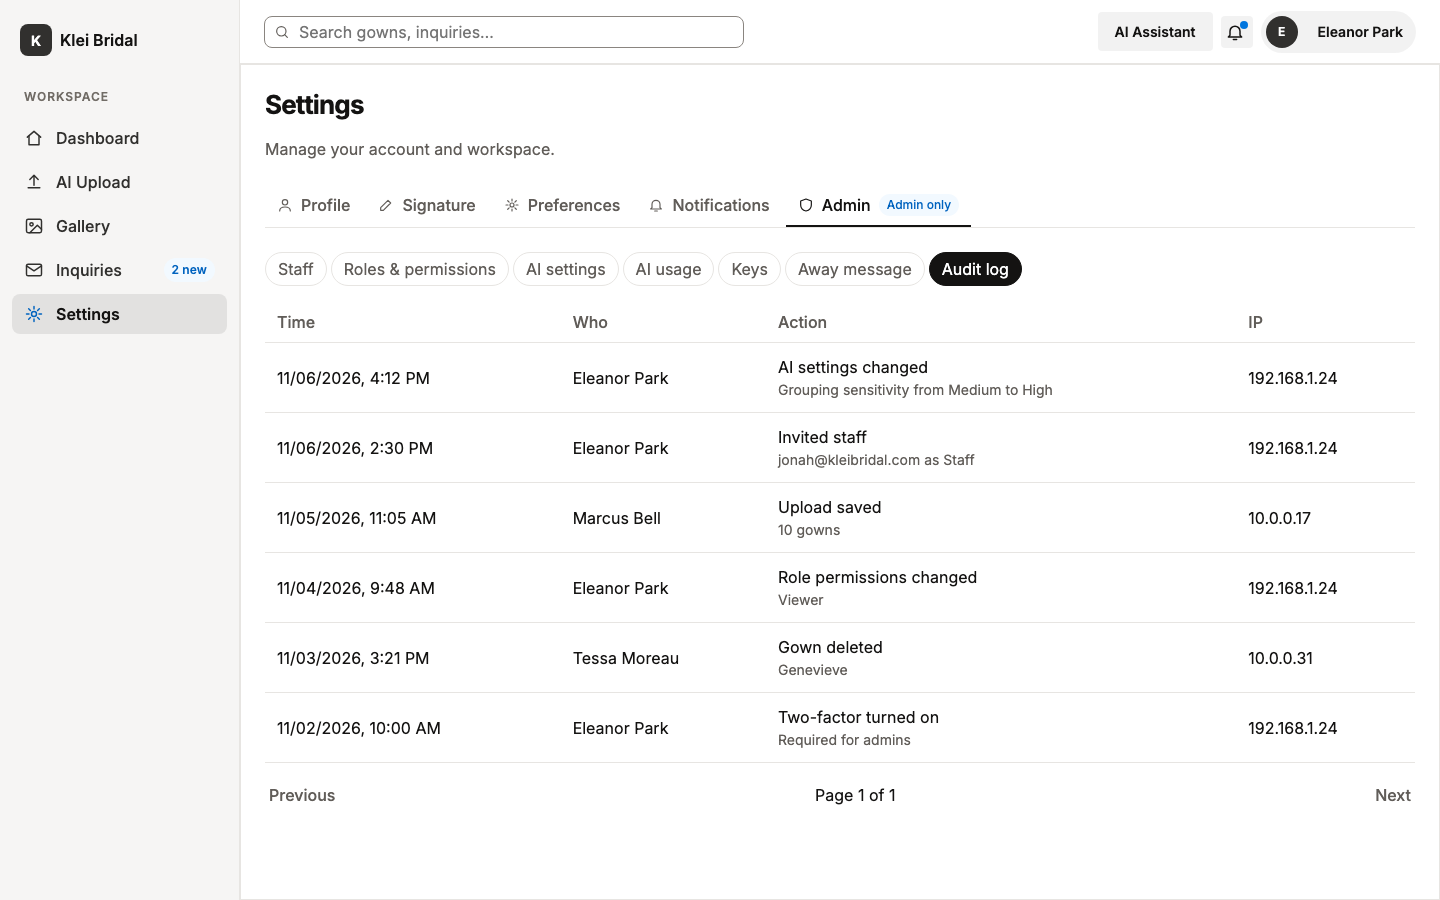 K Klei Bridal
WORKSPACE
Dashboard
AI Upload
Gallery
Inquiries 2 new
Settings
Search gowns, inquiries...
AI Assistant
E Eleanor Park
Settings
Manage your account and workspace.
Profile Signature Preferences Notifications Admin Admin only
Staff Roles & permissions AI settings AI usage Keys Away message Audit log
Time Who Action IP
11/06/2026, 4:12 PM Eleanor Park AI settings changed 192.168.1.24
Grouping sensitivity from Medium to High
11/06/2026, 2:30 PM Eleanor Park Invited staff 192.168.1.24
jonah@kleibridal.com as Staff
11/05/2026, 11:05 AM Marcus Bell Upload saved 10.0.0.17
10 gowns
11/04/2026, 9:48 AM Eleanor Park Role permissions changed 192.168.1.24
Viewer
11/03/2026, 3:21 PM Tessa Moreau Gown deleted 10.0.0.31
Genevieve
11/02/2026, 10:00 AM Eleanor Park Two-factor turned on 192.168.1.24
Required for admins
Previous Page 1 of 1 Next